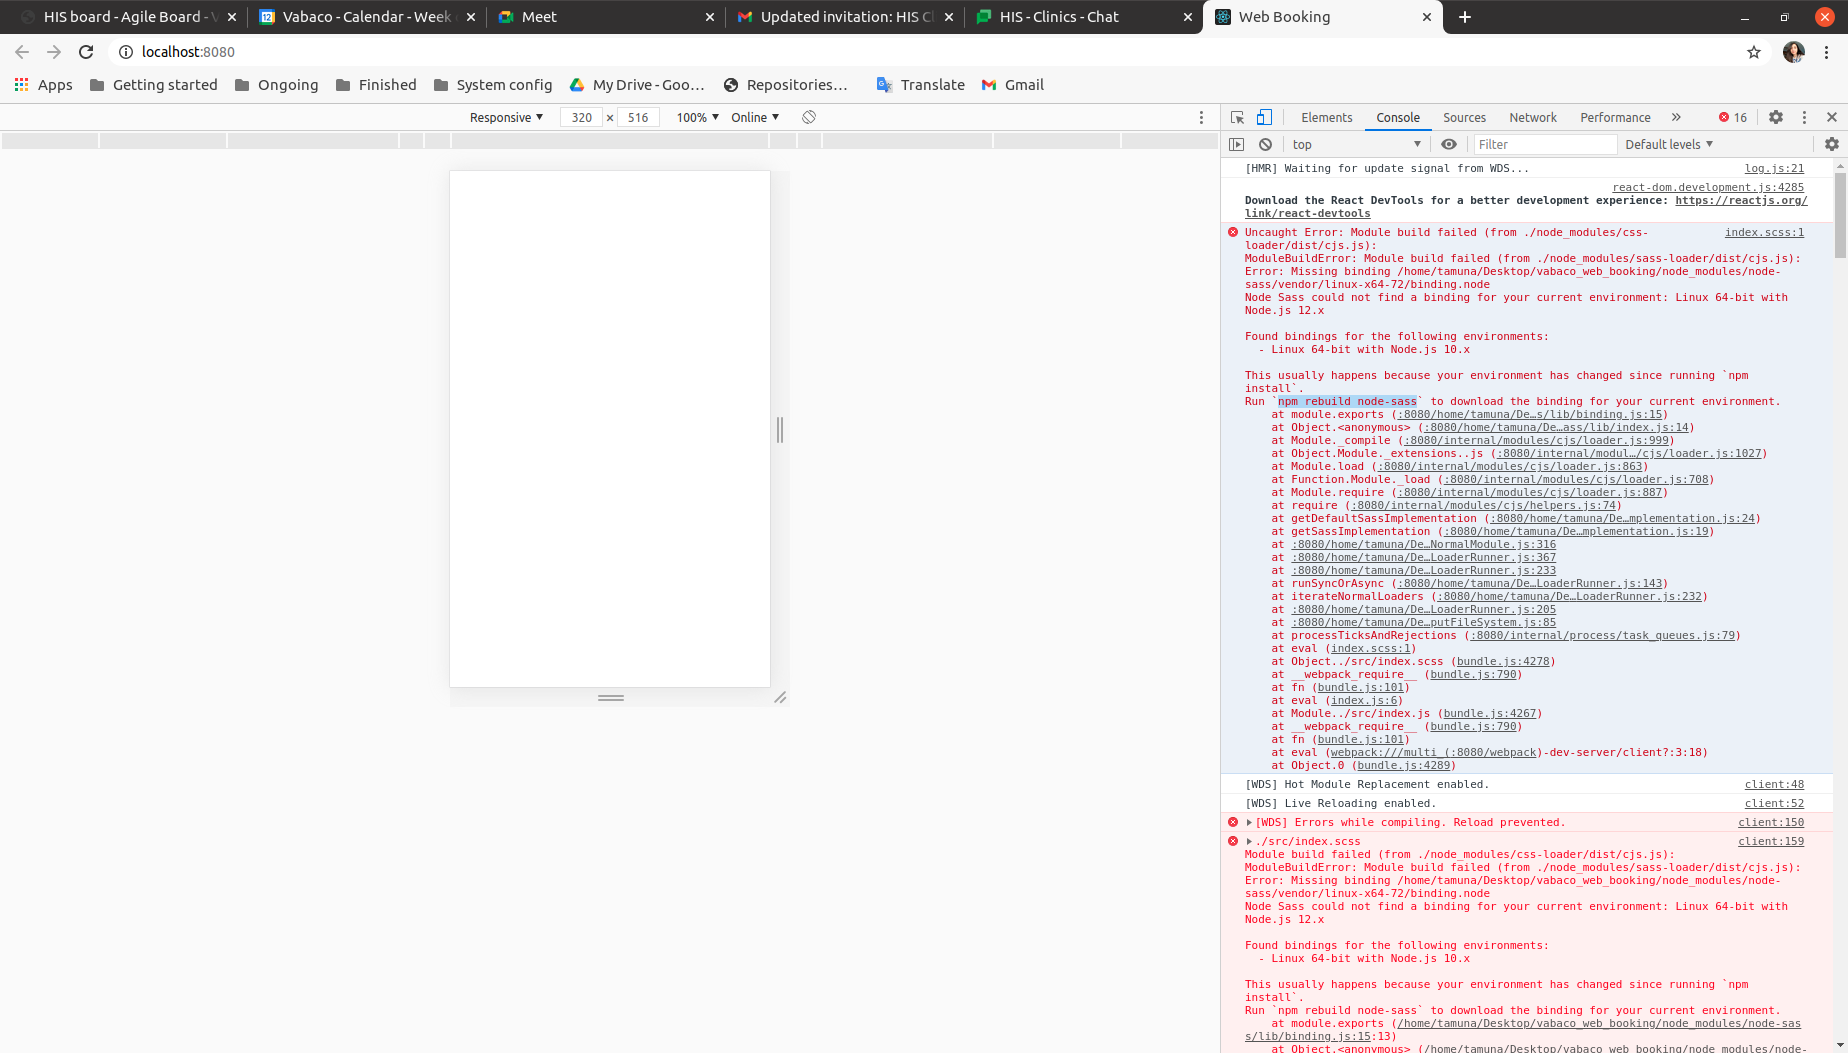 HIS board - Agile Board - V
Vabaco - Calendar - Week
Meet
Updated invitation: HIS Cl
HIS - Clinics - Chat
Web Booking
localhost:8080
Apps
Getting started
Ongoing
Finished
System config
My Drive - Goo…
Repositories…
Translate
Gmail
Responsive ▼ 320 × 516 100% ▼ Online ▼
Elements Console Sources Network Performance » 16
top ▼ Filter Default levels ▼
[HMR] Waiting for update signal from WDS... log.js:21
react-dom.development.js:4285
Download the React DevTools for a better development experience: https://reactjs.org/
link/react-devtools
Uncaught Error: Module build failed (from ./node_modules/css- index.scss:1
loader/dist/cjs.js):
ModuleBuildError: Module build failed (from ./node_modules/sass-loader/dist/cjs.js):
Error: Missing binding /home/tamuna/Desktop/vabaco_web_booking/node_modules/node-
sass/vendor/linux-x64-72/binding.node
Node Sass could not find a binding for your current environment: Linux 64-bit with
Node.js 12.x
Found bindings for the following environments:
- Linux 64-bit with Node.js 10.x
This usually happens because your environment has changed since running `npm
install`.
Run `npm rebuild node-sass` to download the binding for your current environment.
at module.exports (:8080/home/tamuna/De…s/lib/binding.js:15)
at Object.<anonymous> (:8080/home/tamuna/De…ass/lib/index.js:14)
at Module._compile (:8080/internal/modules/cjs/loader.js:999)
at Object.Module._extensions..js (:8080/internal/modul…/cjs/loader.js:1027)
at Module.load (:8080/internal/modules/cjs/loader.js:863)
at Function.Module._load (:8080/internal/modules/cjs/loader.js:708)
at Module.require (:8080/internal/modules/cjs/loader.js:887)
at require (:8080/internal/modules/cjs/helpers.js:74)
at getDefaultSassImplementation (:8080/home/tamuna/De…mplementation.js:24)
at getSassImplementation (:8080/home/tamuna/De…mplementation.js:19)
at :8080/home/tamuna/De…NormalModule.js:316
at :8080/home/tamuna/De…LoaderRunner.js:367
at :8080/home/tamuna/De…LoaderRunner.js:233
at runSyncOrAsync (:8080/home/tamuna/De…LoaderRunner.js:143)
at iterateNormalLoaders (:8080/home/tamuna/De…LoaderRunner.js:232)
at :8080/home/tamuna/De…LoaderRunner.js:205
at :8080/home/tamuna/De…putFileSystem.js:85
at processTicksAndRejections (:8080/internal/process/task_queues.js:79)
at eval (index.scss:1)
at Object../src/index.scss (bundle.js:4278)
at __webpack_require__ (bundle.js:790)
at fn (bundle.js:101)
at eval (index.js:6)
at Module../src/index.js (bundle.js:4267)
at __webpack_require__ (bundle.js:790)
at fn (bundle.js:101)
at eval (webpack:///multi_(:8080/webpack)-dev-server/client?:3:18)
at Object.0 (bundle.js:4289)
[WDS] Hot Module Replacement enabled. client:48
[WDS] Live Reloading enabled. client:52
[WDS] Errors while compiling. Reload prevented. client:150
./src/index.scss client:159
Module build failed (from ./node_modules/css-loader/dist/cjs.js):
ModuleBuildError: Module build failed (from ./node_modules/sass-loader/dist/cjs.js):
Error: Missing binding /home/tamuna/Desktop/vabaco_web_booking/node_modules/node-
sass/vendor/linux-x64-72/binding.node
Node Sass could not find a binding for your current environment: Linux 64-bit with
Node.js 12.x
Found bindings for the following environments:
- Linux 64-bit with Node.js 10.x
This usually happens because your environment has changed since running `npm
install`.
Run `npm rebuild node-sass` to download the binding for your current environment.
at module.exports (/home/tamuna/Desktop/vabaco_web_booking/node_modules/node-sas
s/lib/binding.js:15:13)
at Object.<anonymous> (/home/tamuna/Desktop/vabaco_web_booking/node_modules/node-